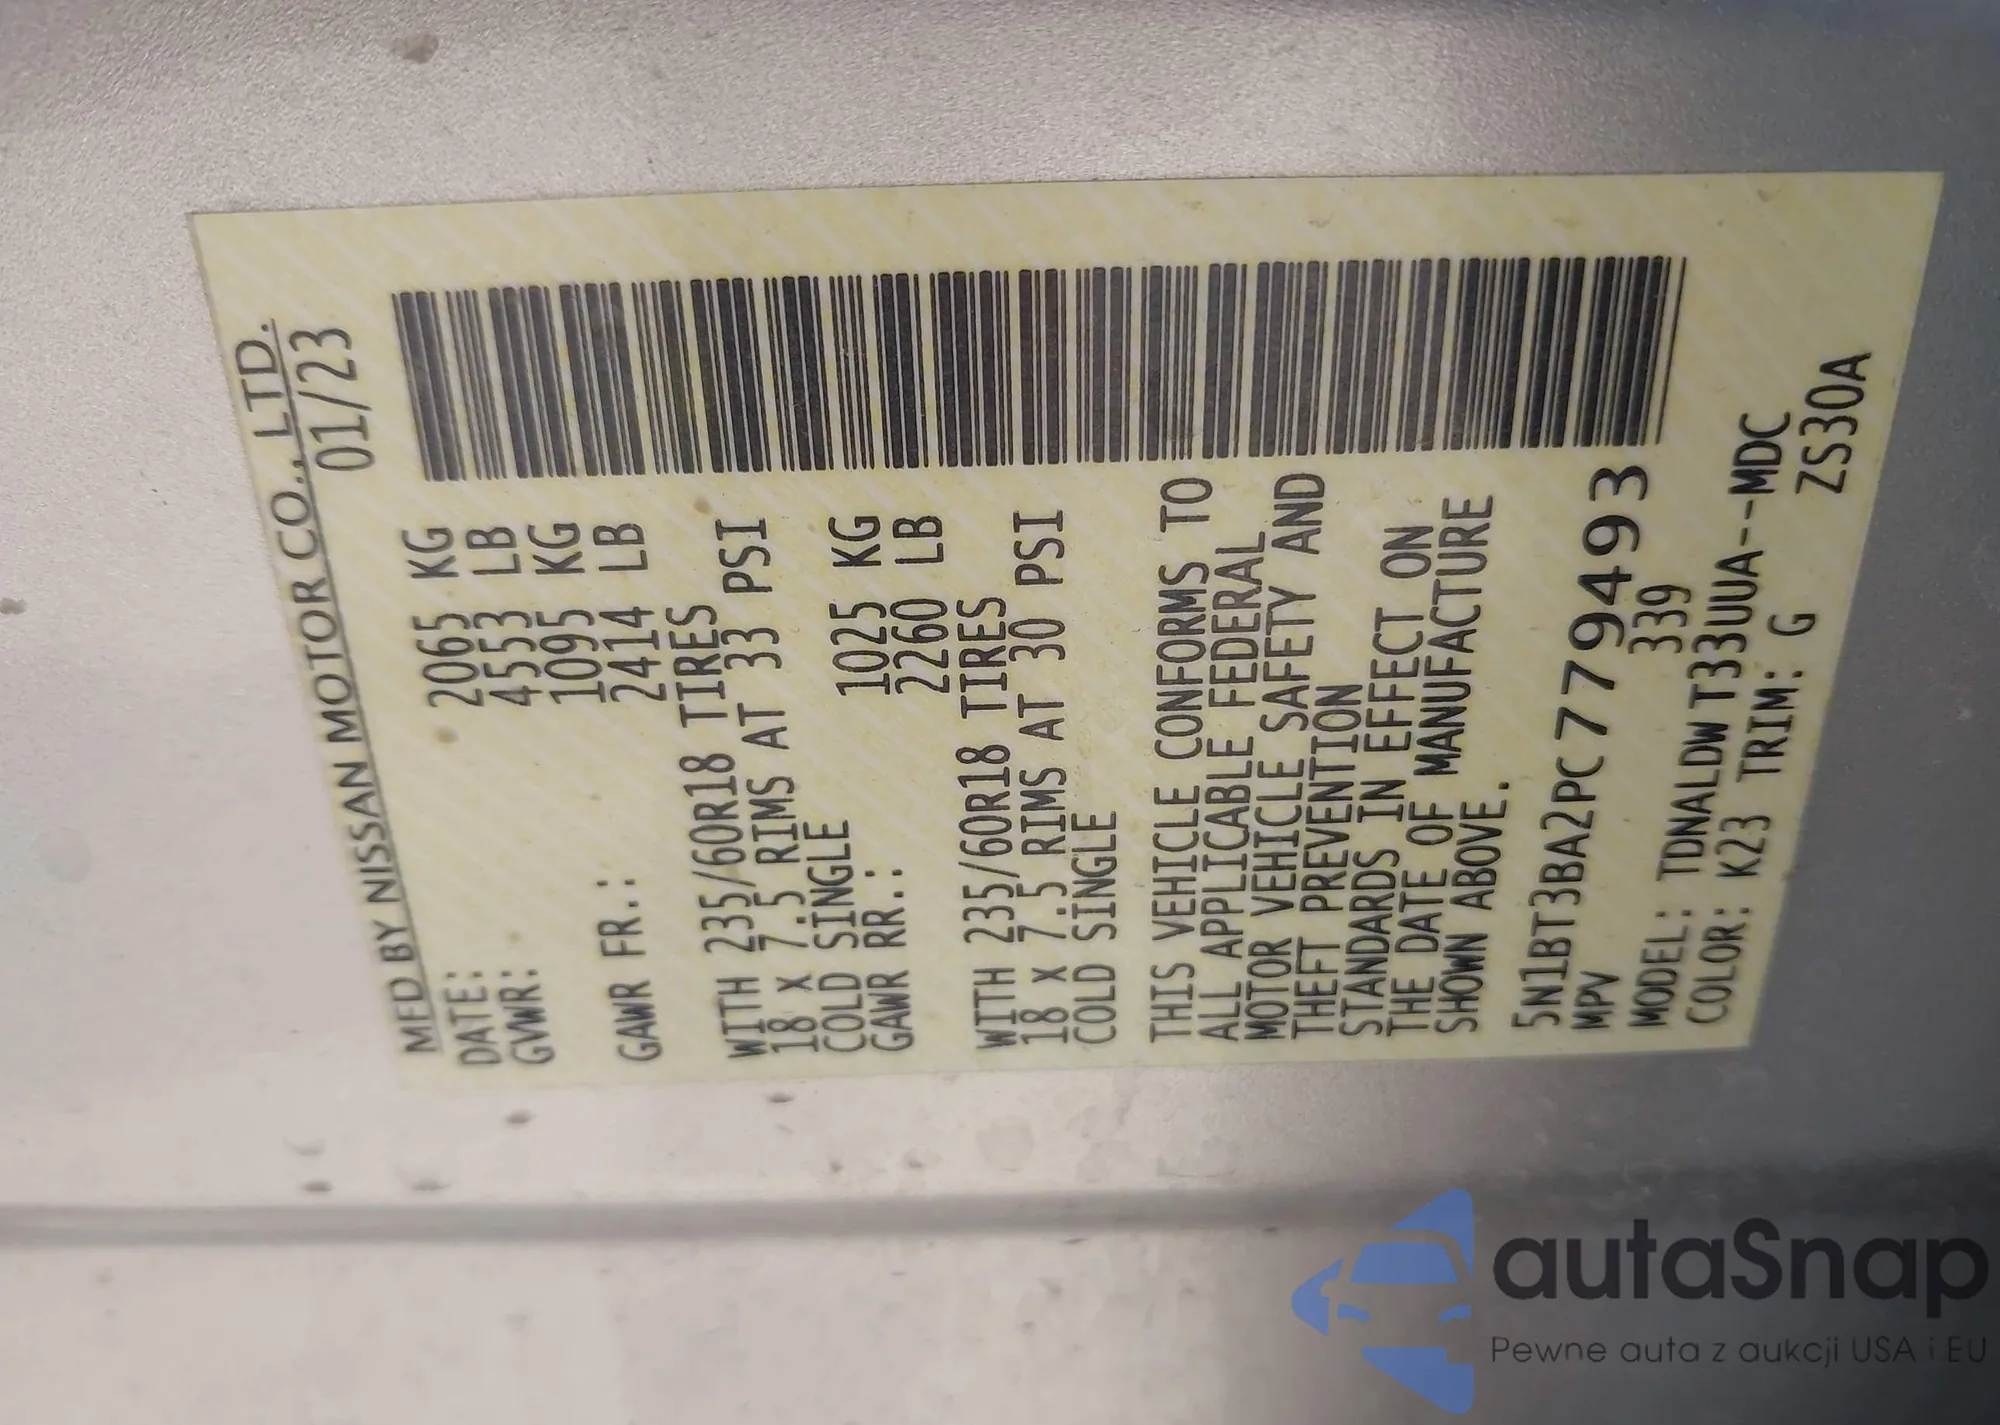 MFD BY NISSAN MOTOR CO., LTD.
DATE: 01/23
GVWR: 2065 KG
4553 LB
GAWR FR.: 1095 KG
2414 LB
WITH 235/60R18 TIRES
18 X 7.5 RIMS AT 33 PSI
COLD SINGLE
GAWR RR.: 1025 KG
2260 LB
WITH 235/60R18 TIRES
18 X 7.5 RIMS AT 30 PSI
COLD SINGLE
THIS VEHICLE CONFORMS TO
ALL APPLICABLE FEDERAL
MOTOR VEHICLE SAFETY AND
THEFT PREVENTION
STANDARDS IN EFFECT ON
THE DATE OF MANUFACTURE
SHOWN ABOVE.
5N1BT3BA2PC779493
MPV 339
MODEL: TDNALDWT33UUA--MDC
COLOR: K23 TRIM: G ZS30A
autaSnap
Pewne auta z aukcji USA i EU